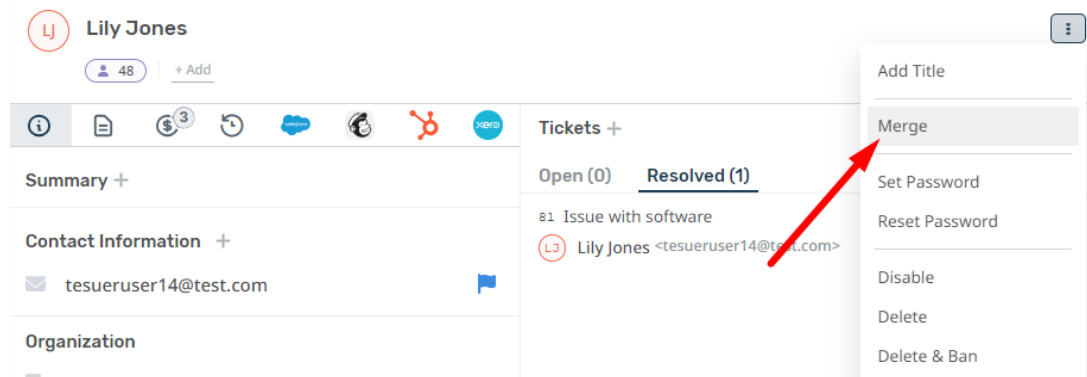 LJ
Lily Jones
48
+ Add
Add Title
Merge
Set Password
Reset Password
Disable
Delete
Delete & Ban
3
salesforce
xero
Summary +
Contact Information +
tesueruser14@test.com
Organization
Tickets +
Open (0) Resolved (1)
81 Issue with software
LJ Lily Jones <tesueruser14@test.com>